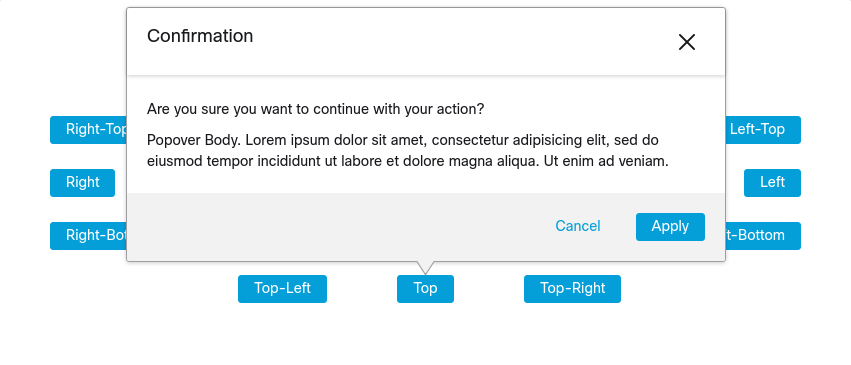 Confirmation
Are you sure you want to continue with your action?
Popover Body. Lorem ipsum dolor sit amet, consectetur adipisicing elit, sed do
eiusmod tempor incididunt ut labore et dolore magna aliqua. Ut enim ad veniam.
Cancel Apply
Right-Top Left-Top
Right Left
Right-Bot t-Bottom
Top-Left Top Top-Right